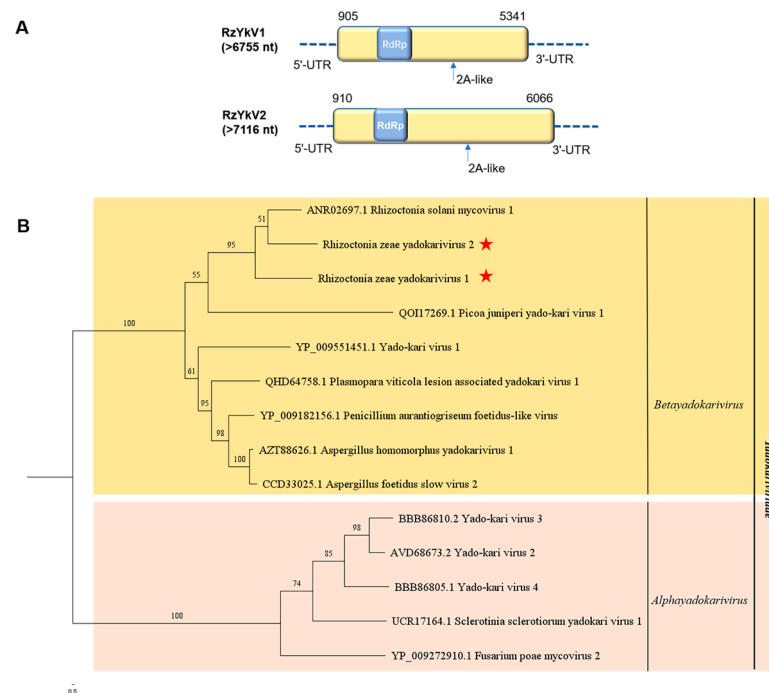 A
RzYkV1
(>6755 nt)
905
5341
RdRp
5'-UTR
3'-UTR
2A-like
RzYkV2
(>7116 nt)
910
6066
RdRp
5'-UTR
3'-UTR
2A-like
B
ANR02697.1 Rhizoctonia solani mycovirus 1
51
Rhizoctonia zeae yadokarivirus 2
95
Rhizoctonia zeae yadokarivirus 1
55
QOI17269.1 Picoa juniperi yado-kari virus 1
100
YP_009551451.1 Yado-kari virus 1
61
QHD64758.1 Plasmopara viticola lesion associated yadokari virus 1
95
Betayadokarivirus
YP_009182156.1 Penicillium aurantiogriseum foetidus-like virus
98
AZT88626.1 Aspergillus homomorphus yadokarivirus 1
100
CCD33025.1 Aspergillus foetidus slow virus 2
BBB86810.2 Yado-kari virus 3
98
AVD68673.2 Yado-kari virus 2
85
BBB86805.1 Yado-kari virus 4
74
Alphayadokarivirus
UCR17164.1 Sclerotinia sclerotiorum yadokari virus 1
100
YP_009272910.1 Fusarium poae mycovirus 2